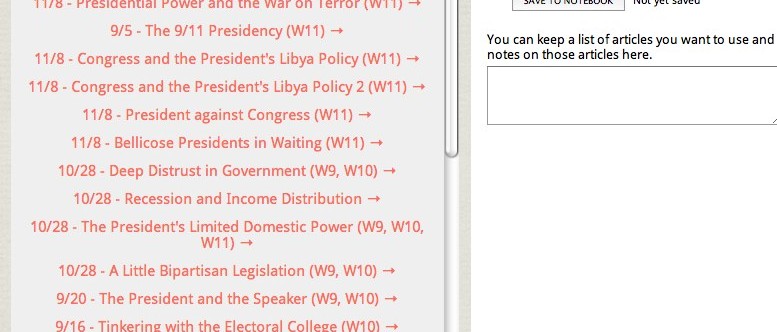 11/8 - Presidential Power and the War on Terror (W11) →
9/5 - The 9/11 Presidency (W11) →
11/8 - Congress and the President's Libya Policy (W11) →
11/8 - Congress and the President's Libya Policy 2 (W11) →
11/8 - President against Congress (W11) →
11/8 - Bellicose Presidents in Waiting (W11) →
10/28 - Deep Distrust in Government (W9, W10) →
10/28 - Recession and Income Distribution →
10/28 - The President's Limited Domestic Power (W9, W10,
W11) →
10/28 - A Little Bipartisan Legislation (W9, W10) →
9/20 - The President and the Speaker (W9, W10) →
9/16 - Tinkering with the Electoral College (W10) →
SAVE TO NOTEBOOK Not yet saved
You can keep a list of articles you want to use and
notes on those articles here.